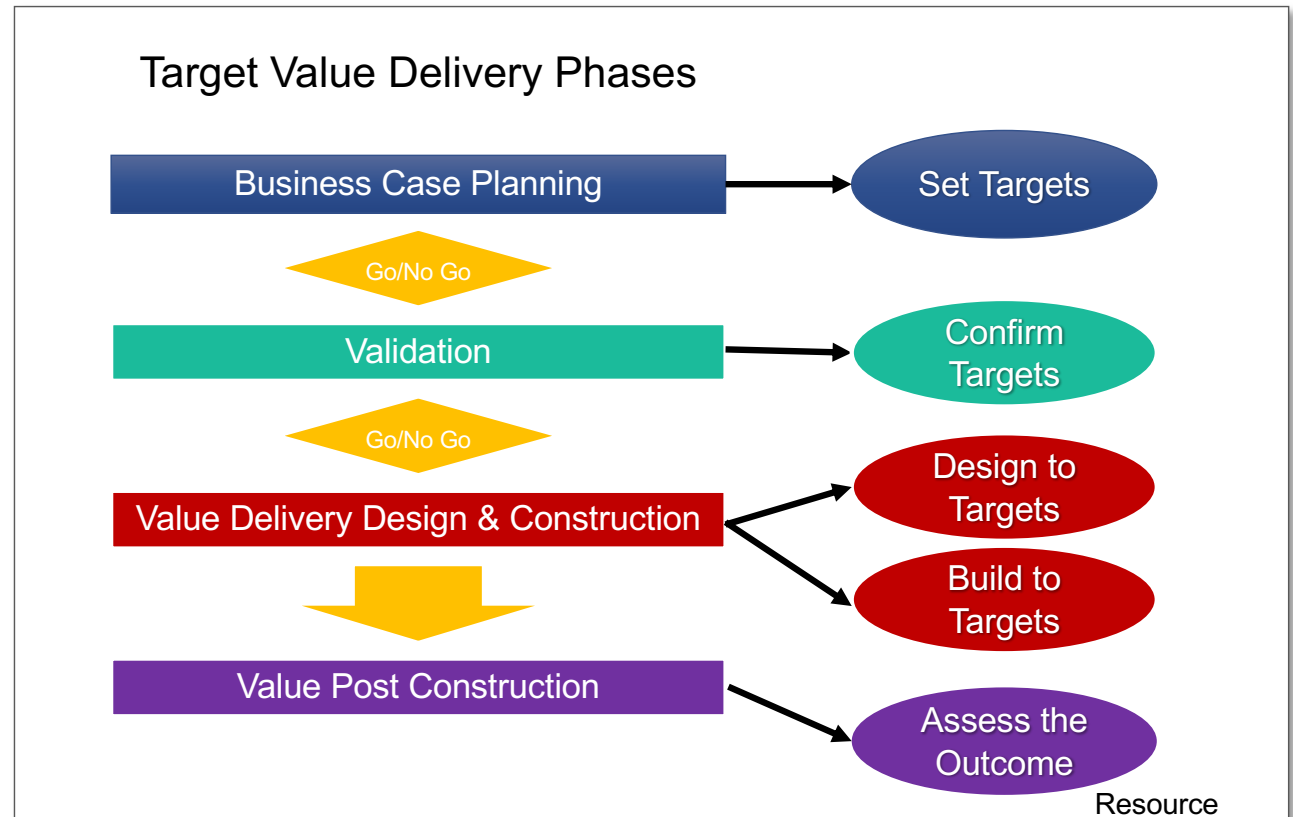 Target Value Delivery Phases
Business Case Planning
Set Targets
Go/No Go
Validation
Confirm
Targets
Go/No Go
Value Delivery Design & Construction
Design to
Targets
Build to
Targets
Value Post Construction
Assess the
Outcome
Resource